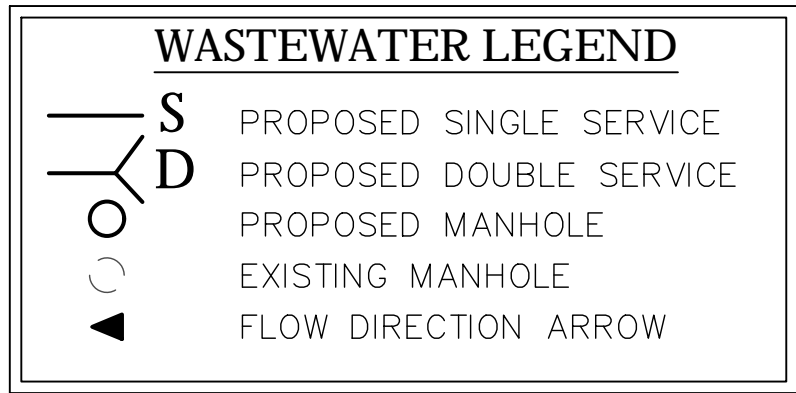 WASTEWATER LEGEND
S PROPOSED SINGLE SERVICE
D PROPOSED DOUBLE SERVICE
PROPOSED MANHOLE
EXISTING MANHOLE
FLOW DIRECTION ARROW